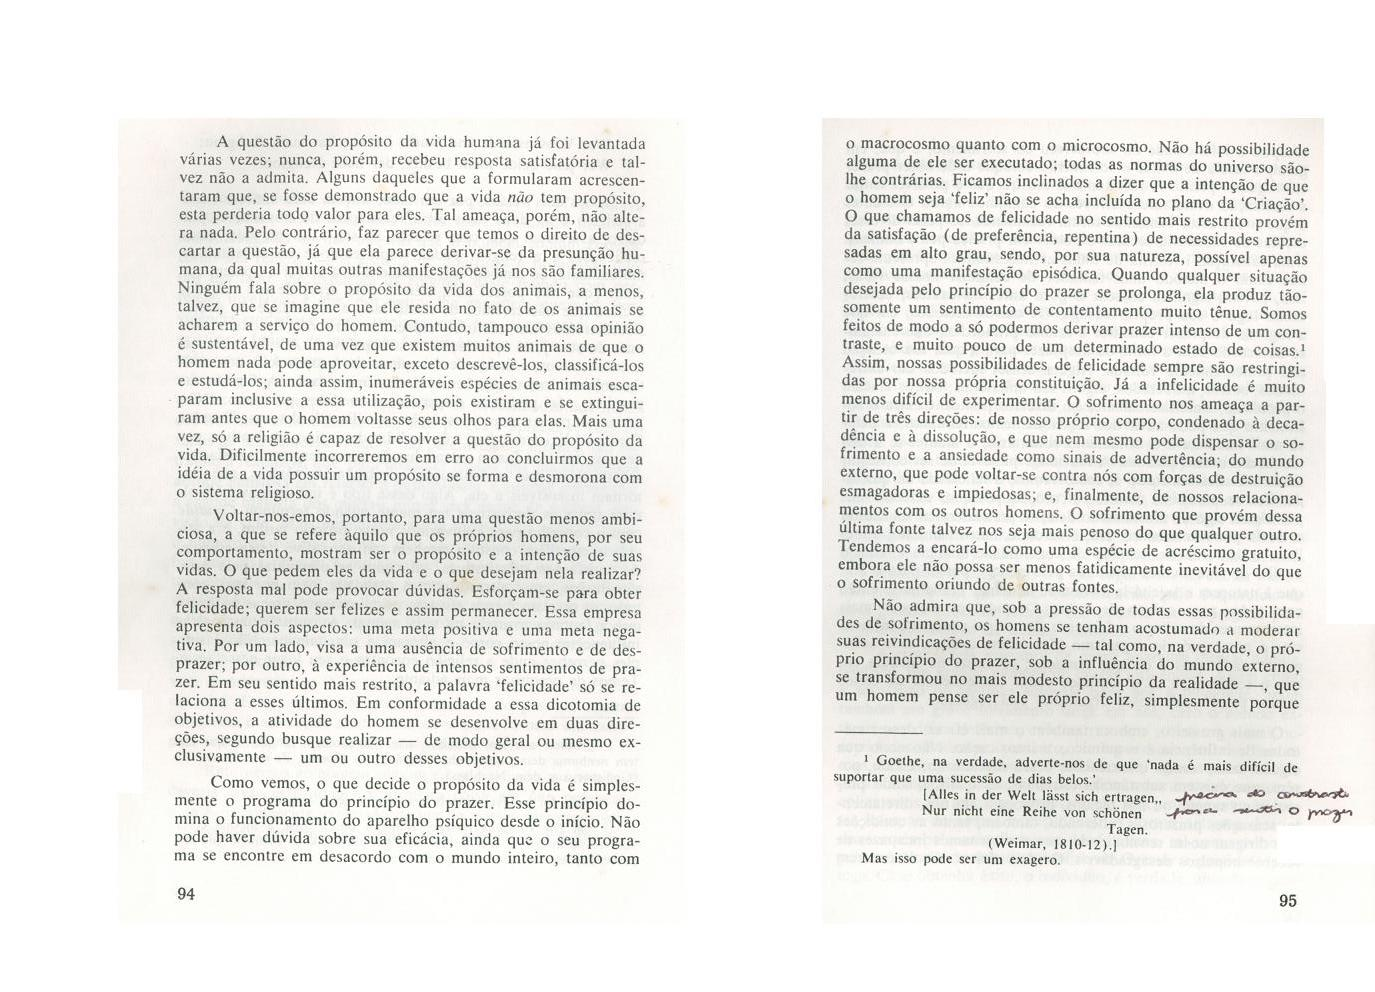 A questão do propósito da vida humana já foi levantada
várias vezes; nunca, porém, recebeu resposta satisfatória e tal-
vez não a admita. Alguns daqueles que a formularam acrescen-
taram que, se fosse demonstrado que a vida não tem propósito,
esta perderia todo valor para eles. Tal ameaça, porém, não alte-
ra nada. Pelo contrário, faz parecer que temos o direito de des-
cartar a questão, já que ela parece derivar-se da presunção hu-
mana, da qual muitas outras manifestações já nos são familiares.
Ninguém fala sobre o propósito da vida dos animais, a menos,
talvez, que se imagine que ele resida no fato de os animais se
acharem a serviço do homem. Contudo, tampouco essa opinião
é sustentável, de uma vez que existem muitos animais de que o
homem nada pode aproveitar, exceto descrevê-los, classificá-los
e estudá-los; ainda assim, inumeráveis espécies de animais esca-
param inclusive a essa utilização, pois existiram e se extingui-
ram antes que o homem voltasse seus olhos para elas. Mais uma
vez, só a religião é capaz de resolver a questão do propósito da
vida. Dificilmente incorreremos em erro ao concluirmos que a
idéia de a vida possuir um propósito se forma e desmorona com
o sistema religioso.
Voltar-nos-emos, portanto, para uma questão menos ambi-
ciosa, a que se refere àquilo que os próprios homens, por seu
comportamento, mostram ser o propósito e a intenção de suas
vidas. O que pedem eles da vida e o que desejam nela realizar?
A resposta mal pode provocar dúvidas. Esforçam-se para obter
felicidade; querem ser felizes e assim permanecer. Essa empresa
apresenta dois aspectos: uma meta positiva e uma meta nega-
tiva. Por um lado, visa a uma ausência de sofrimento e de des-
prazer; por outro, à experiência de intensos sentimentos de pra-
zer. Em seu sentido mais restrito, a palavra ‘felicidade’ só se re-
laciona a esses últimos. Em conformidade a essa dicotomia de
objetivos, a atividade do homem se desenvolve em duas dire-
ções, segundo busque realizar — de modo geral ou mesmo ex-
clusivamente — um ou outro desses objetivos.
Como vemos, o que decide o propósito da vida é simples-
mente o programa do princípio do prazer. Esse princípio do-
mina o funcionamento do aparelho psíquico desde o início. Não
pode haver dúvida sobre sua eficácia, ainda que o seu progra-
ma se encontre em desacordo com o mundo inteiro, tanto com
94
o macrocosmo quanto com o microcosmo. Não há possibilidade
alguma de ele ser executado; todas as normas do universo são-
lhe contrárias. Ficamos inclinados a dizer que a intenção de que
o homem seja ‘feliz’ não se acha incluída no plano da ‘Criação’.
O que chamamos de felicidade no sentido mais restrito provém
da satisfação (de preferência, repentina) de necessidades repre-
sadas em alto grau, sendo, por sua natureza, possível apenas
como uma manifestação episódica. Quando qualquer situação
desejada pelo princípio do prazer se prolonga, ela produz tão-
somente um sentimento de contentamento muito tênue. Somos
feitos de modo a só podermos derivar prazer intenso de um con-
traste, e muito pouco de um determinado estado de coisas.¹
Assim, nossas possibilidades de felicidade sempre são restringi-
das por nossa própria constituição. Já a infelicidade é muito
menos difícil de experimentar. O sofrimento nos ameaça a par-
tir de três direções: de nosso próprio corpo, condenado à deca-
dência e à dissolução, e que nem mesmo pode dispensar o so-
frimento e a ansiedade como sinais de advertência; do mundo
externo, que pode voltar-se contra nós com forças de destruição
esmagadoras e impiedosas; e, finalmente, de nossos relaciona-
mentos com os outros homens. O sofrimento que provém dessa
última fonte talvez nos seja mais penoso do que qualquer outro.
Tendemos a encará-lo como uma espécie de acréscimo gratuito,
embora ele não possa ser menos fatidicamente inevitável do que
o sofrimento oriundo de outras fontes.
Não admira que, sob a pressão de todas essas possibilida-
des de sofrimento, os homens se tenham acostumado a moderar
suas reivindicações de felicidade — tal como, na verdade, o pró-
prio princípio do prazer, sob a influência do mundo externo,
se transformou no mais modesto princípio da realidade —, que
um homem pense ser ele próprio feliz, simplesmente porque
¹ Goethe, na verdade, adverte-nos de que ‘nada é mais difícil de
suportar que uma sucessão de dias belos.’
[Alles in der Welt lässt sich ertragen,, precisa do contraste
Nur nicht eine Reihe von schönen para sentir o prazer
Tagen.
(Weimar, 1810-12).]
Mas isso pode ser um exagero.
95